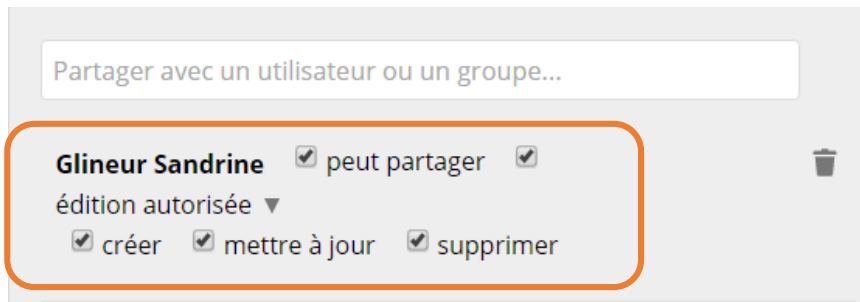 Partager avec un utilisateur ou un groupe...
Glineur Sandrine peut partager
édition autorisée ▼
créer mettre à jour supprimer